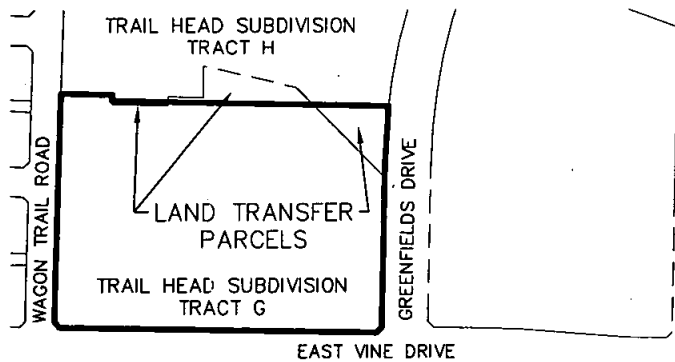 TRAIL HEAD SUBDIVISION
TRACT H
WAGON TRAIL ROAD
LAND TRANSFER
PARCELS
GREENFIELDS DRIVE
TRAIL HEAD SUBDIVISION
TRACT G
EAST VINE DRIVE